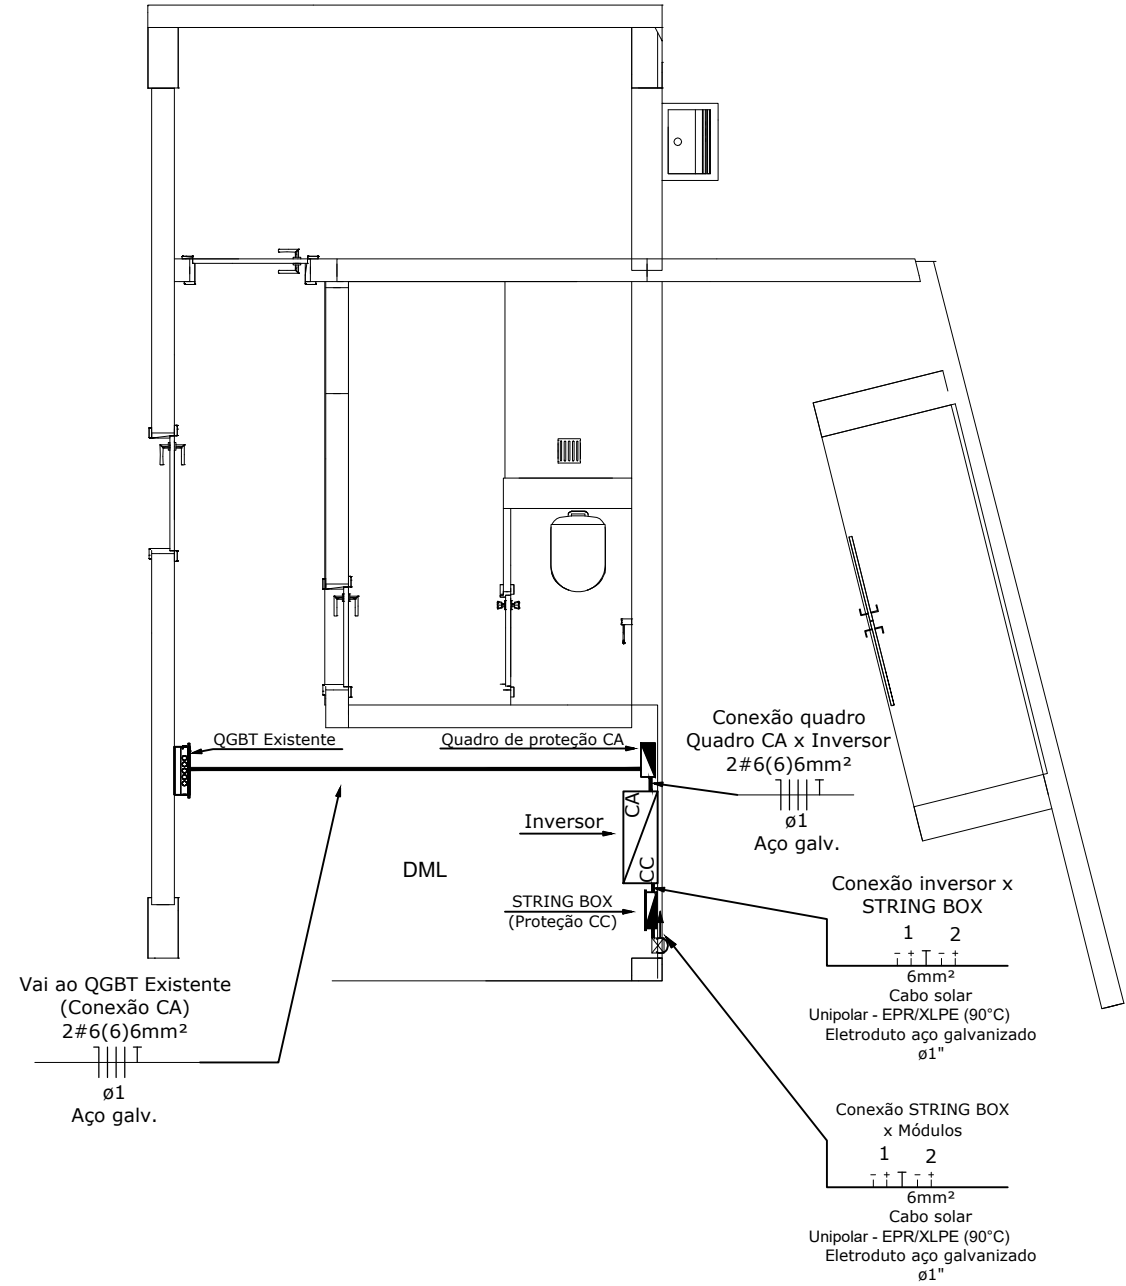 QGBT Existente
Quadro de proteção CA
Conexão quadro
Quadro CA x Inversor
2#6(6)6mm²
ø1
Aço galv.
CA
CC
Inversor
DML
STRING BOX
(Proteção CC)
Conexão inversor x
STRING BOX
1 2
- + - +
6mm²
Cabo solar
Unipolar - EPR/XLPE (90°C)
Eletroduto aço galvanizado
ø1"
Vai ao QGBT Existente
(Conexão CA)
2#6(6)6mm²
ø1
Aço galv.
Conexão STRING BOX
x Módulos
1 2
- + - +
6mm²
Cabo solar
Unipolar - EPR/XLPE (90°C)
Eletroduto aço galvanizado
ø1"